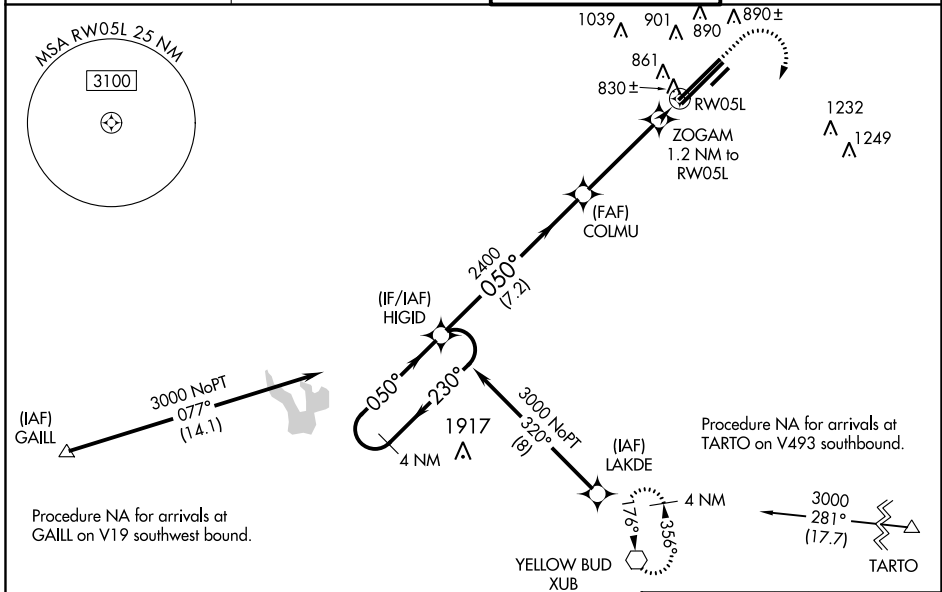 MSA RW05L 25 NM
3100
1039
901
890
890±
861
830±
RW05L
1232
1249
ZOGAM
1.2 NM to
RW05L
(FAF)
COLMU
2400
050°
(7.2)
(IF/IAF)
HIGID
050°
230°
4 NM
1917
3000 NoPT
077°
(14.1)
(IAF)
GAILL
3000 NoPT
320°
(8)
(IAF)
LAKDE
Procedure NA for arrivals at
TARTO on V493 southbound.
4 NM
176°
356°
3000
281°
(17.7)
TARTO
Procedure NA for arrivals at
GAILL on V19 southwest bound.
YELLOW BUD
XUB